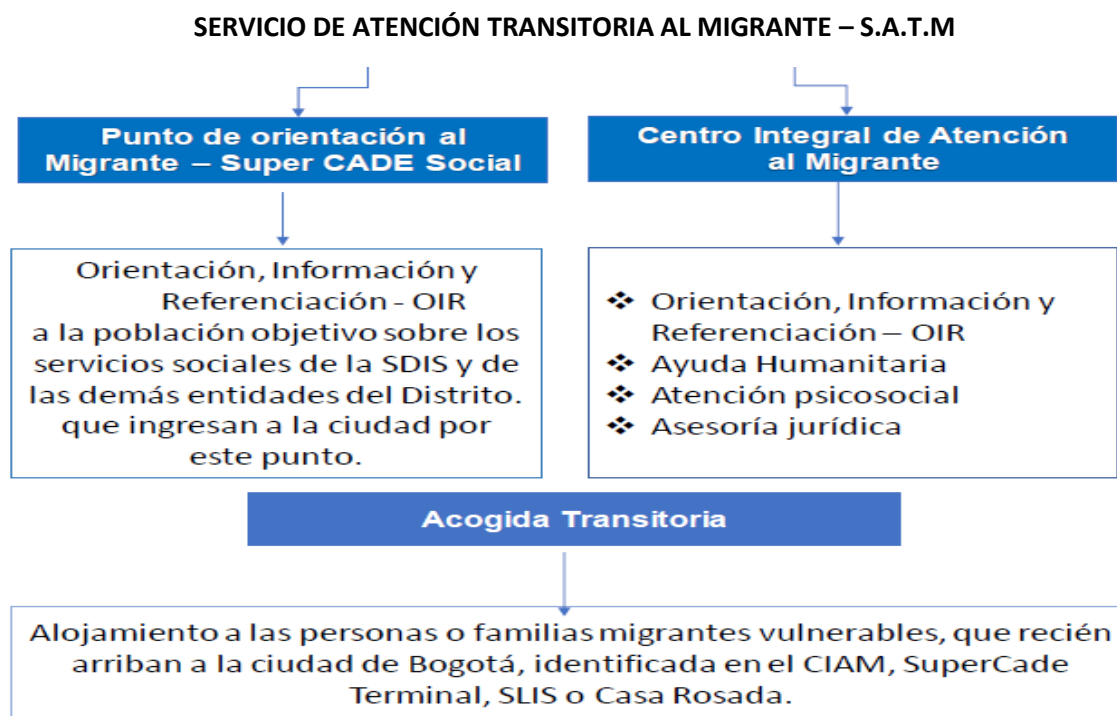 SERVICIO DE ATENCIÓN TRANSITORIA AL MIGRANTE – S.A.T.M
Punto de orientación al
Migrante – Super CADE Social
Centro Integral de Atención
al Migrante
Orientación, Información y
Referenciación - OIR
a la población objetivo sobre los
servicios sociales de la SDIS y de
las demás entidades del Distrito.
que ingresan a la ciudad por
este punto.
❖ Orientación, Información y
Referenciación – OIR
❖ Ayuda Humanitaria
❖ Atención psicosocial
❖ Asesoría jurídica
Acogida Transitoria
Alojamiento a las personas o familias migrantes vulnerables, que recién
arriban a la ciudad de Bogotá, identificada en el CIAM, SuperCade
Terminal, SLIS o Casa Rosada.